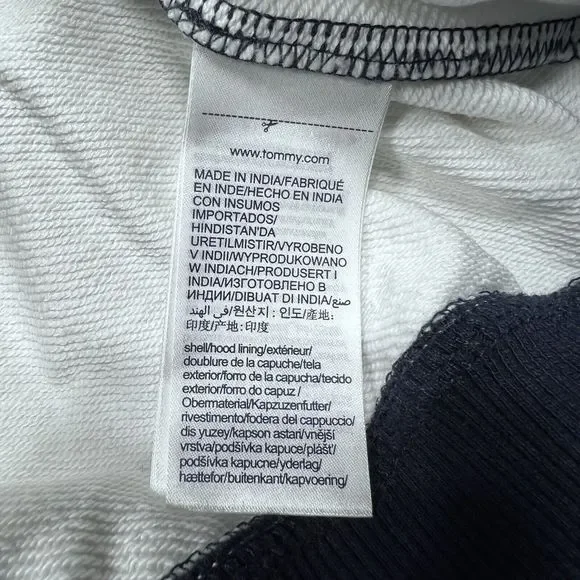 www.tommy.com
MADE IN INDIA/FABRIQUÉ
EN INDE/HECHO EN INDIA
CON INSUMOS
IMPORTADOS/
HINDISTAN'DA
URETILMISTIR/VYROBENO
V INDII/WYPRODUKOWANO
W INDIACH/PRODUSERT I
INDIA/ИЗГОТОВЛЕНО В
ИНДИИ/DIBUAT DI INDIA/صنع
في الهند/원산지 : 인도/產地:
印度/产地 : 印度
shell/hood lining/extérieur/
doublure de la capuche/tela
exterior/forro de la capucha/tecido
exterior/forro do capuz /
Obermaterial/Kapzuzenfutter/
rivestimento/fodera del cappuccio/
dis yuzey/kapson astari/vnější
vrstva/podšívka kapuce/plášť/
podšívka kapucne/yderlag/
hættefor/buitenkant/kapvoering/